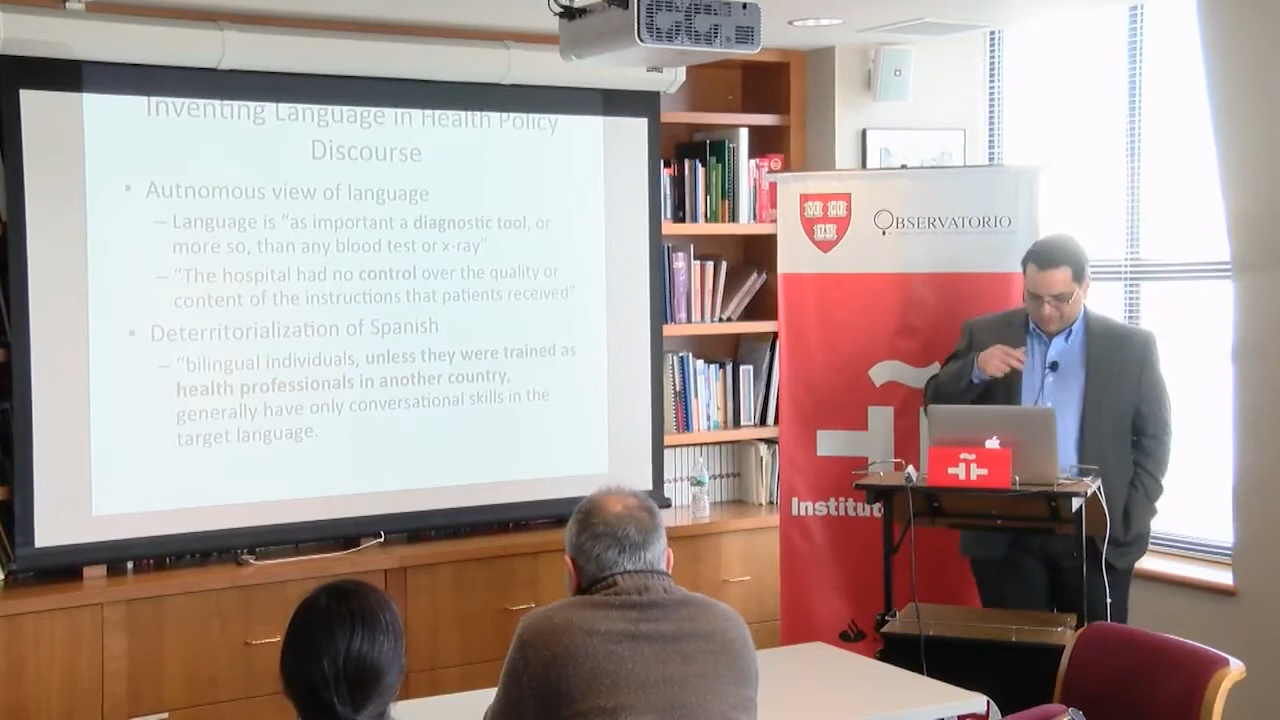 Inventing Language in Health Policy
Discourse
• Autnomous view of language
– Language is “as important a diagnostic tool, or
more so, than any blood test or x-ray”
– “The hospital had no control over the quality or
content of the instructions that patients received”
• Deterritorialization of Spanish
– “bilingual individuals, unless they were trained as
health professionals in another country,
generally have only conversational skills in the
target language.
OBSERVATORIO